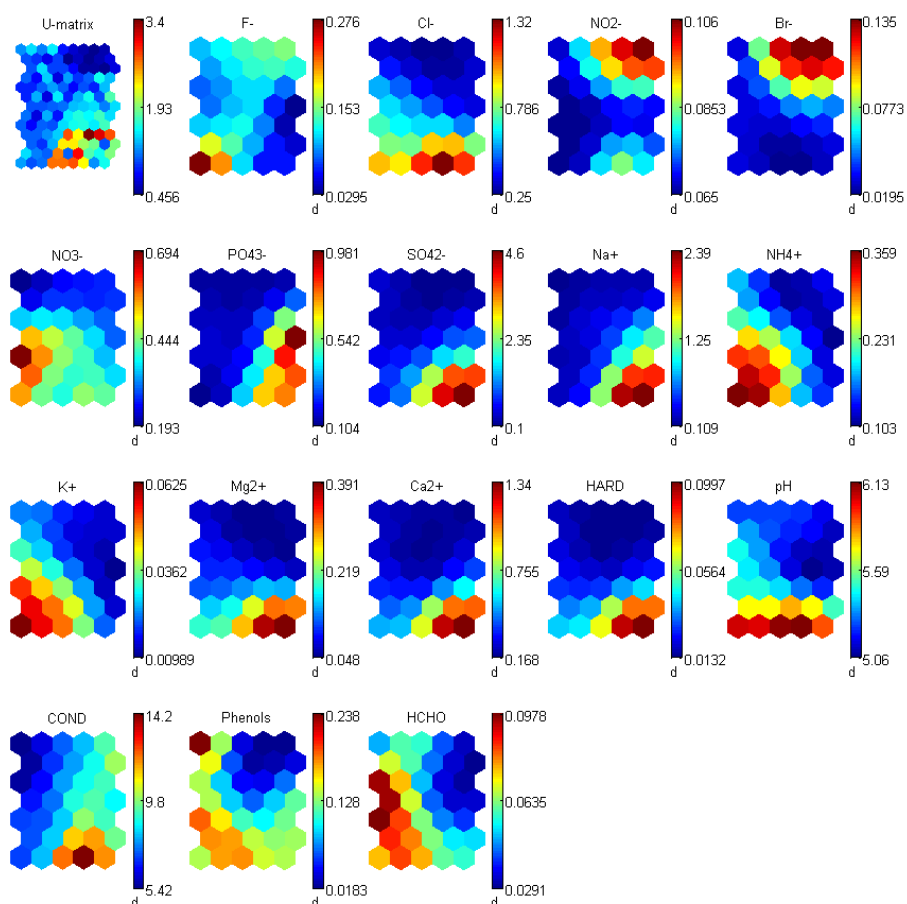 U-matrix
3.4
1.93
0.456
F-
0.276
0.153
0.0295
d
Cl-
1.32
0.786
0.25
d
NO2-
0.106
0.0853
0.065
d
Br-
0.135
0.0773
0.0195
d
NO3-
0.694
0.444
0.193
d
PO43-
0.981
0.542
0.104
d
SO42-
4.6
2.35
0.1
d
Na+
2.39
1.25
0.109
d
NH4+
0.359
0.231
0.103
d
K+
0.0625
0.0362
0.00989
d
Mg2+
0.391
0.219
0.048
d
Ca2+
1.34
0.755
0.168
d
HARD
0.0997
0.0564
0.0132
d
pH
6.13
5.59
5.06
d
COND
14.2
9.8
5.42
d
Phenols
0.238
0.128
0.0183
d
HCHO
0.0978
0.0635
0.0291
d